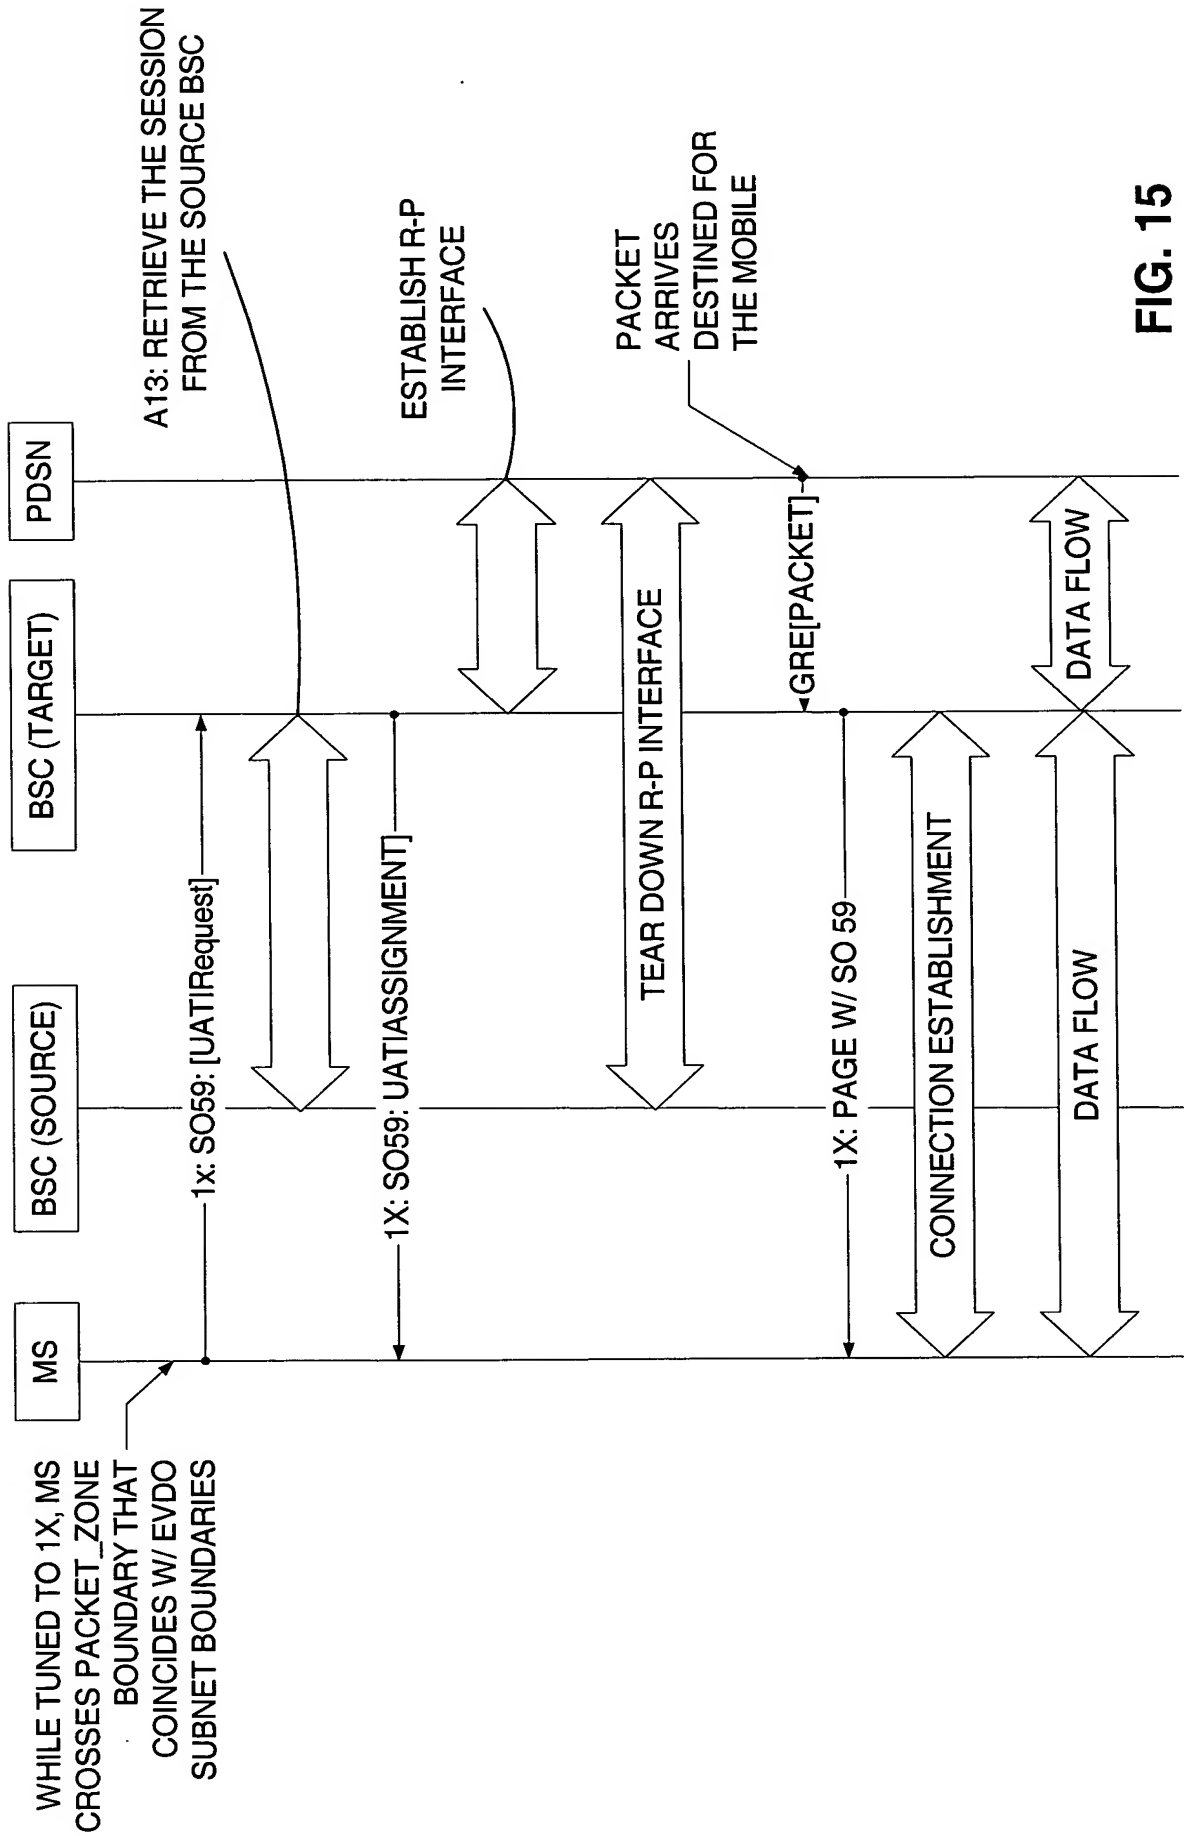 MS
BSC (SOURCE)
BSC (TARGET)
PDSN
WHILE TUNED TO 1X, MS
CROSSES PACKET_ZONE
BOUNDARY THAT
COINCIDES W/ EVDO
SUBNET BOUNDARIES
1x: SO59: [UATIRequest]
A13: RETRIEVE THE SESSION
FROM THE SOURCE BSC
1X: SO59: UATIASSIGNMENT]
ESTABLISH R-P
INTERFACE
TEAR DOWN R-P INTERFACE
PACKET
ARRIVES
DESTINED FOR
THE MOBILE
GRE[PACKET]
1X: PAGE W/ SO 59
CONNECTION ESTABLISHMENT
DATA FLOW
DATA FLOW
FIG. 15